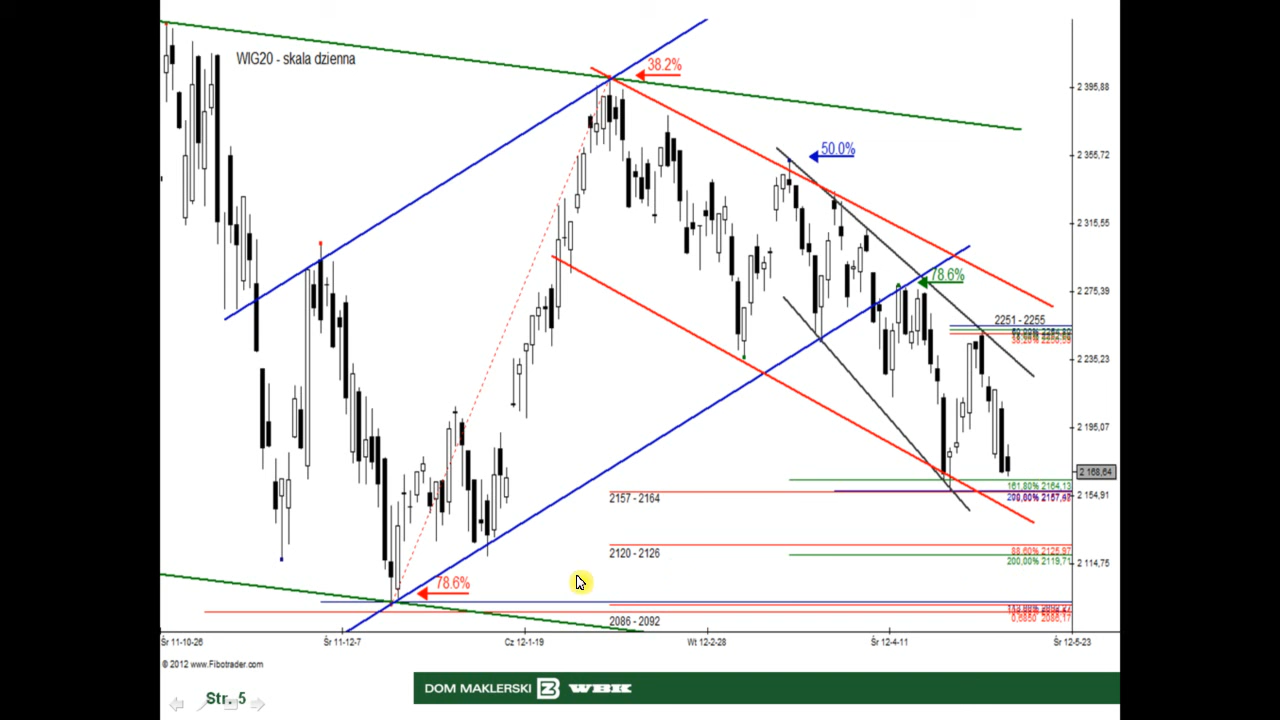 WIG20 - skala dzienna
38.2%
2 395,88
50.0%
2 355,72
2 315,55
78.6%
2 275,39
2251 - 2255
2 235,23
2 195,07
2 168,64
161,80% 2164,13
2157 - 2164
2 154,91
2120 - 2126
88,60% 2125,97
200,00% 2119,71
2 114,75
78.6%
2086 - 2092
Śr 11-10-26
Śr 11-12-7
Cz 12-1-19
Wt 12-2-28
Śr 12-4-11
Śr 12-5-23
© 2012 www.Fibotrader.com
DOM MAKLERSKI Z WBK
Str. 5